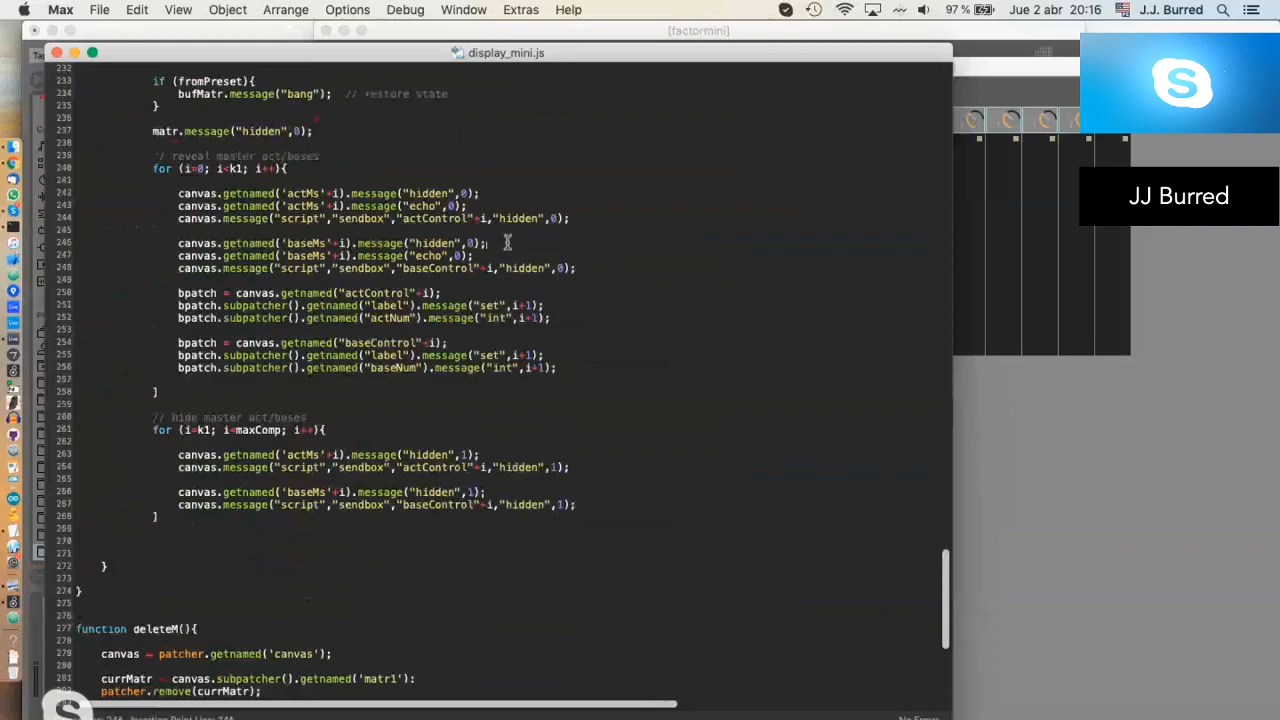 Max File Edit View Object Arrange Options Debug Window Extras Help 97 % Jue 2 abr 20:16 J.J. Burred
[factormini]
display_mini.js
JJ Burred
232
233 if (fromPreset){
234 bufMatr.message("bang"); // restore state
235 }
236
237 matr.message("hidden",0);
238
239 // reveal master act/bases
240 for (i=0; i<k1; i++){
241
242 canvas.getnamed('actMs'+i).message("hidden",0);
243 canvas.getnamed('actMs'+i).message("echo",0);
244 canvas.message("script","sendbox","actControl"+i,"hidden",0);
245
246 canvas.getnamed('baseMs'+i).message("hidden",0);
247 canvas.getnamed('baseMs'+i).message("echo",0);
248 canvas.message("script","sendbox","baseControl"+i,"hidden",0);
249
250 bpatch = canvas.getnamed("actControl"+i);
251 bpatch.subpatcher().getnamed("label").message("set",i+1);
252 bpatch.subpatcher().getnamed("actNum").message("int",i+1);
253
254 bpatch = canvas.getnamed("baseControl"+i);
255 bpatch.subpatcher().getnamed("label").message("set",i+1);
256 bpatch.subpatcher().getnamed("baseNum").message("int",i+1);
257
258 }
259
260 // hide master act/bases
261 for (i=k1; i<maxComp; i++){
262
263 canvas.getnamed('actMs'+i).message("hidden",1);
264 canvas.message("script","sendbox","actControl"+i,"hidden",1);
265
266 canvas.getnamed('baseMs'+i).message("hidden",1);
267 canvas.message("script","sendbox","baseControl"+i,"hidden",1);
268 }
269
270
271
272 }
273
274 }
275
276
277 function deleteM(){
278
279 canvas = patcher.getnamed('canvas');
280
281 currMatr = canvas.subpatcher().getnamed('matr1');
282 patcher.remove(currMatr);